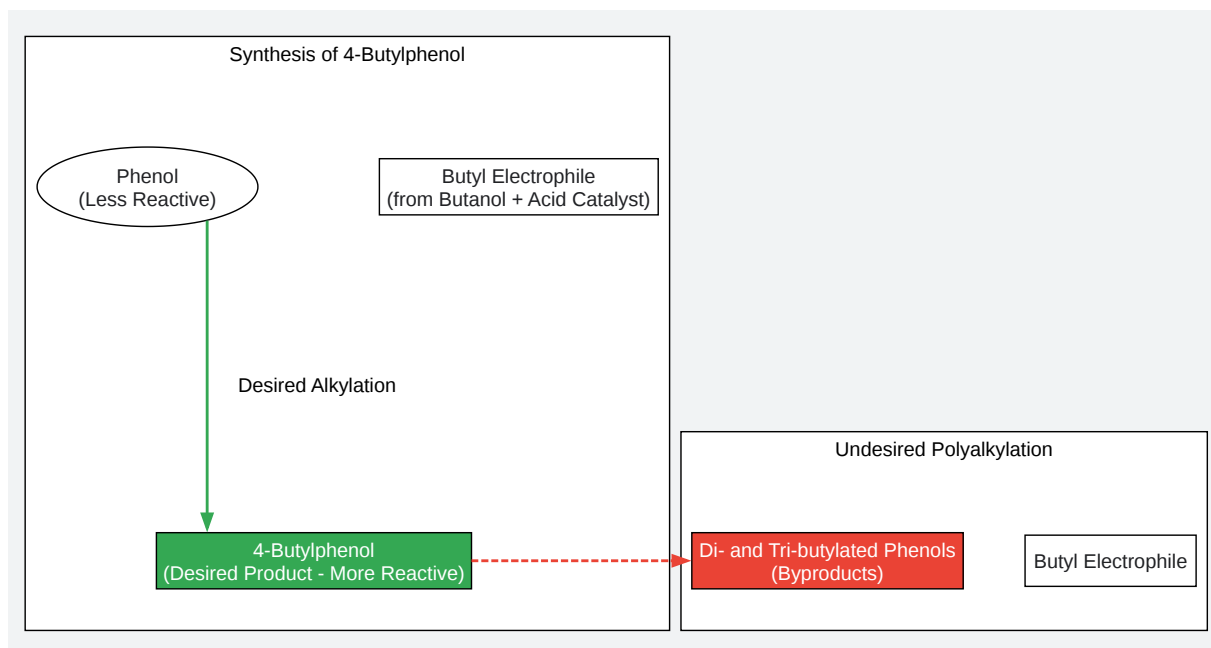 Synthesis of 4-Butylphenol
Phenol
(Less Reactive)
Butyl Electrophile
(from Butanol + Acid Catalyst)
Desired Alkylation
4-Butylphenol
(Desired Product - More Reactive)
Undesired Polyalkylation
Di- and Tri-butylated Phenols
(Byproducts)
Butyl Electrophile